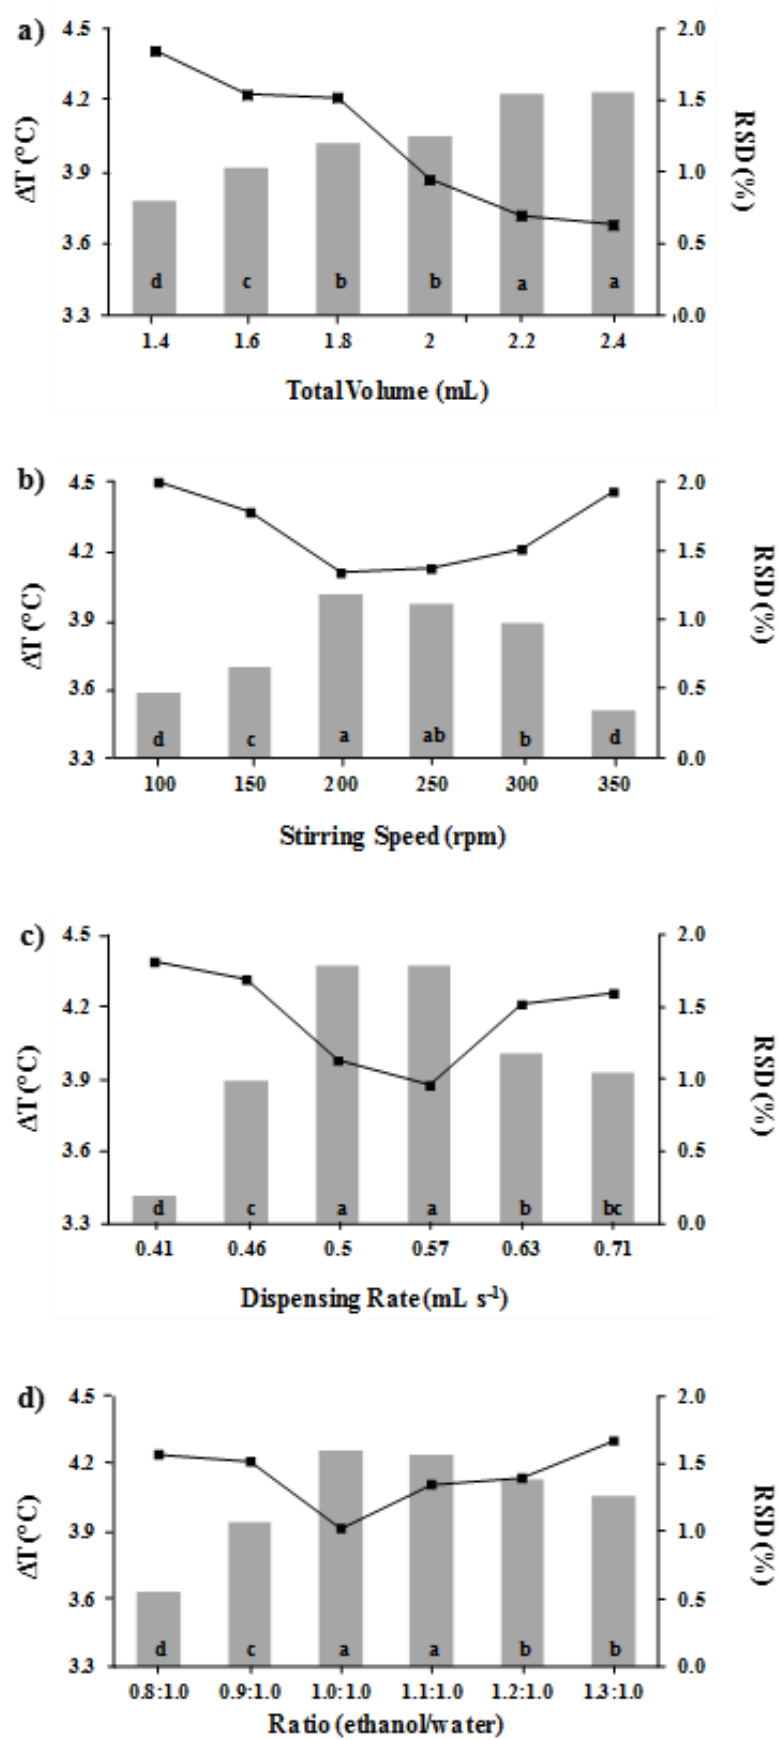 a)
4.5
4.2
3.9
3.6
3.3
ΔT (°C)
2.0
1.5
1.0
0.5
0.0
RSD (%)
d c b b a a
1.4 1.6 1.8 2 2.2 2.4
Total Volume (mL)
b)
4.5
4.2
3.9
3.6
3.3
ΔT (°C)
2.0
1.5
1.0
0.5
0.0
RSD (%)
d c a ab b d
100 150 200 250 300 350
Stirring Speed (rpm)
c)
4.5
4.2
3.9
3.6
3.3
ΔT (°C)
2.0
1.5
1.0
0.5
0.0
RSD (%)
d c a a b bc
0.41 0.46 0.5 0.57 0.63 0.71
Dispensing Rate (mL s⁻¹)
d)
4.5
4.2
3.9
3.6
3.3
ΔT (°C)
2.0
1.5
1.0
0.5
0.0
RSD (%)
d c a a b b
0.8:1.0 0.9:1.0 1.0:1.0 1.1:1.0 1.2:1.0 1.3:1.0
Ratio (ethanol/water)